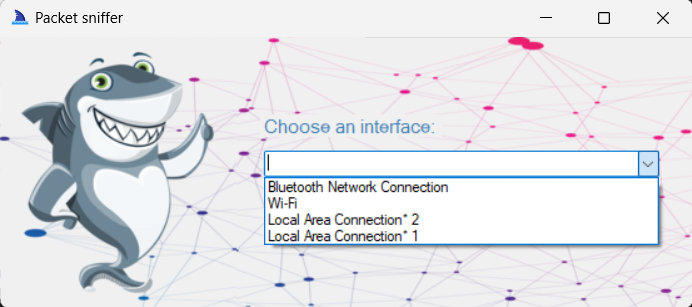 Packet sniffer
Choose an interface:
Bluetooth Network Connection
Wi-Fi
Local Area Connection* 2
Local Area Connection* 1